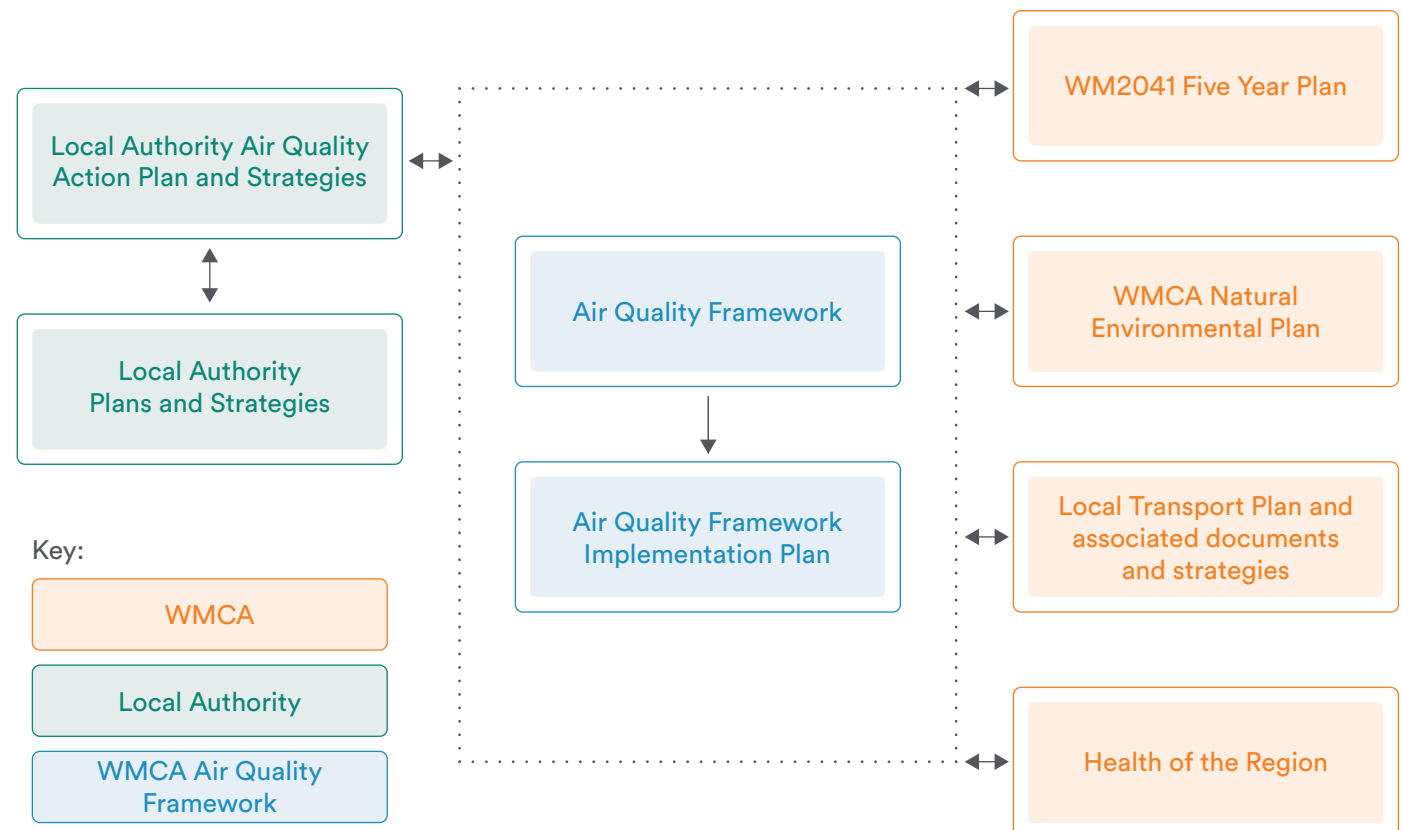 Local Authority Air Quality
Action Plan and Strategies
Local Authority
Plans and Strategies
Key:
WMCA
Local Authority
WMCA Air Quality
Framework
Air Quality Framework
Air Quality Framework
Implementation Plan
WM2041 Five Year Plan
WMCA Natural
Environmental Plan
Local Transport Plan and
associated documents
and strategies
Health of the Region